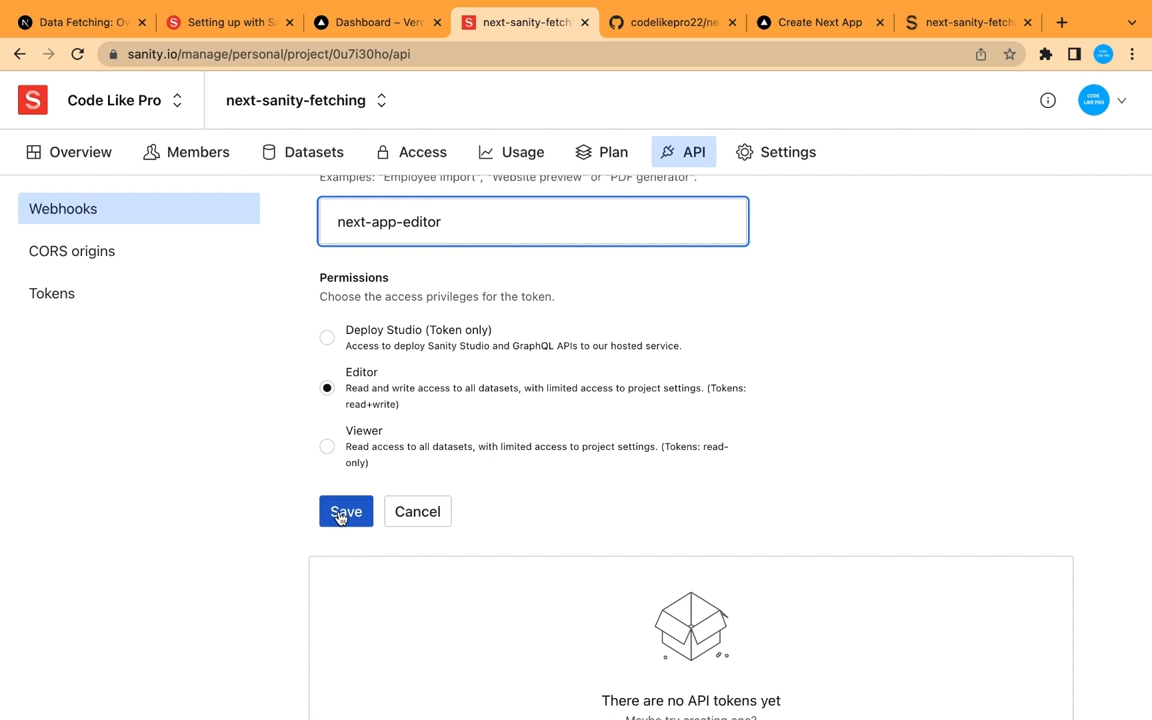 Data Fetching: Ov
Setting up with Sa
Dashboard – Verc
next-sanity-fetch
codelikepro22/ne
Create Next App
next-sanity-fetch
sanity.io/manage/personal/project/0u7i30ho/api
Code Like Pro
next-sanity-fetching
CODE
LIKE PRO
Overview
Members
Datasets
Access
Usage
Plan
API
Settings
Examples: "Employee import", "Website preview" or "PDF generator".
Webhooks
CORS origins
Tokens
next-app-editor
Permissions
Choose the access privileges for the token.
Deploy Studio (Token only)
Access to deploy Sanity Studio and GraphQL APIs to our hosted service.
Editor
Read and write access to all datasets, with limited access to project settings. (Tokens:
read+write)
Viewer
Read access to all datasets, with limited access to project settings. (Tokens: read-
only)
Save
Cancel
There are no API tokens yet
Maybe try creating one?